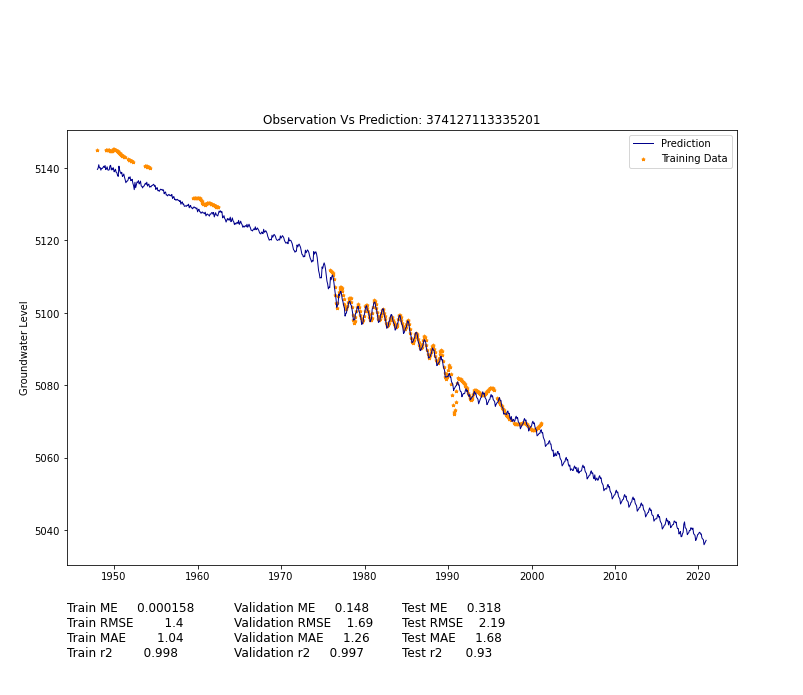 Observation Vs Prediction: 374127113335201
Prediction
Training Data
Groundwater Level
5140
5120
5100
5080
5060
5040
1950 1960 1970 1980 1990 2000 2010 2020
Train ME 0.000158 Validation ME 0.148 Test ME 0.318
Train RMSE 1.4 Validation RMSE 1.69 Test RMSE 2.19
Train MAE 1.04 Validation MAE 1.26 Test MAE 1.68
Train r2 0.998 Validation r2 0.997 Test r2 0.93